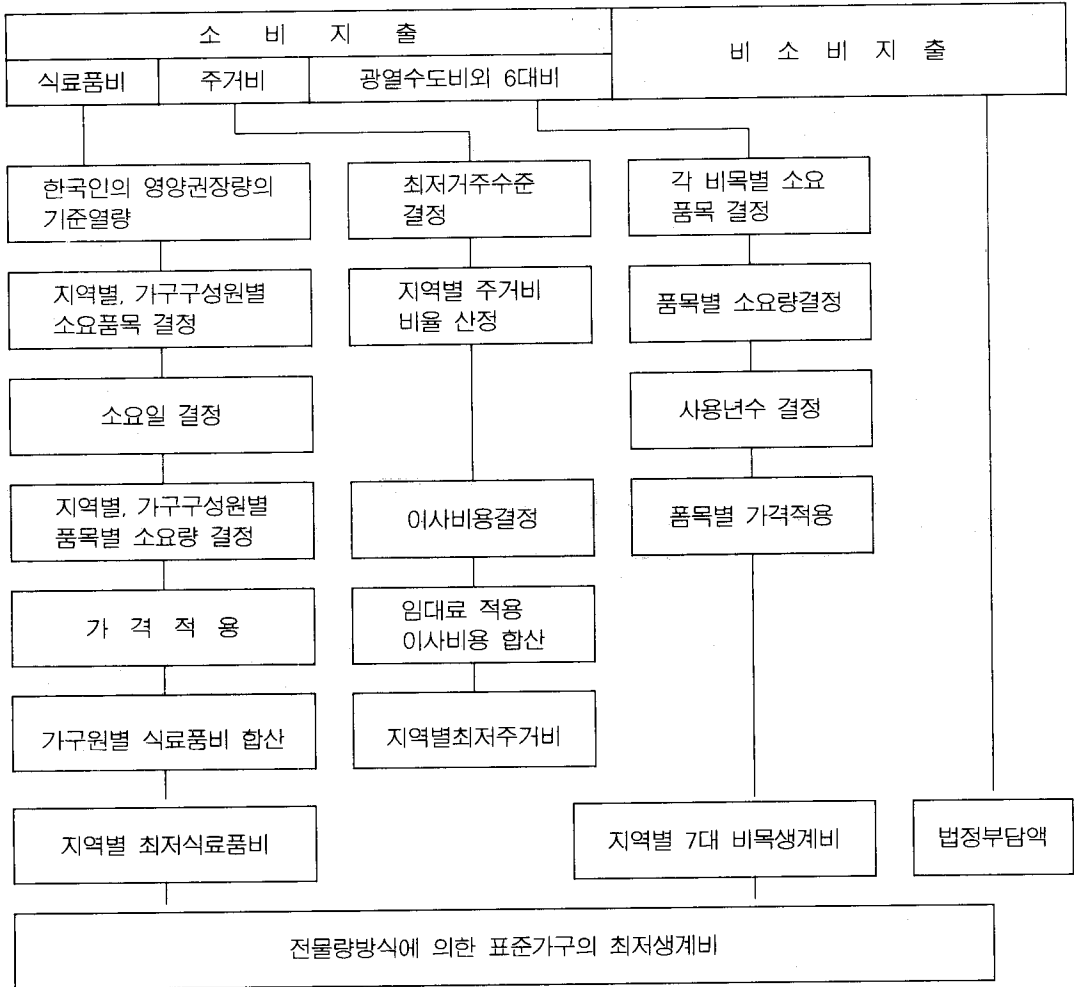 소 비 지 출
비 소 비 지 출
식료품비
주거비
광열수도비외 6대비
한국인의 영양권장량의
기준열량
최저거주수준
결정
각 비목별 소요
품목 결정
지역별, 가구구성원별
소요품목 결정
지역별 주거비
비율 산정
품목별 소요량결정
소요일 결정
사용년수 결정
지역별, 가구구성원별
품목별 소요량 결정
이사비용결정
폼목별 가격적용
가 격 적 용
임대료 적용
이사비용 합산
가구원별 식료품비 합산
지역별최저주거비
지역별 최저식료품비
지역별 7대 비목생계비
법정부담액
전물량방식에 의한 표준가구의 최저생계비